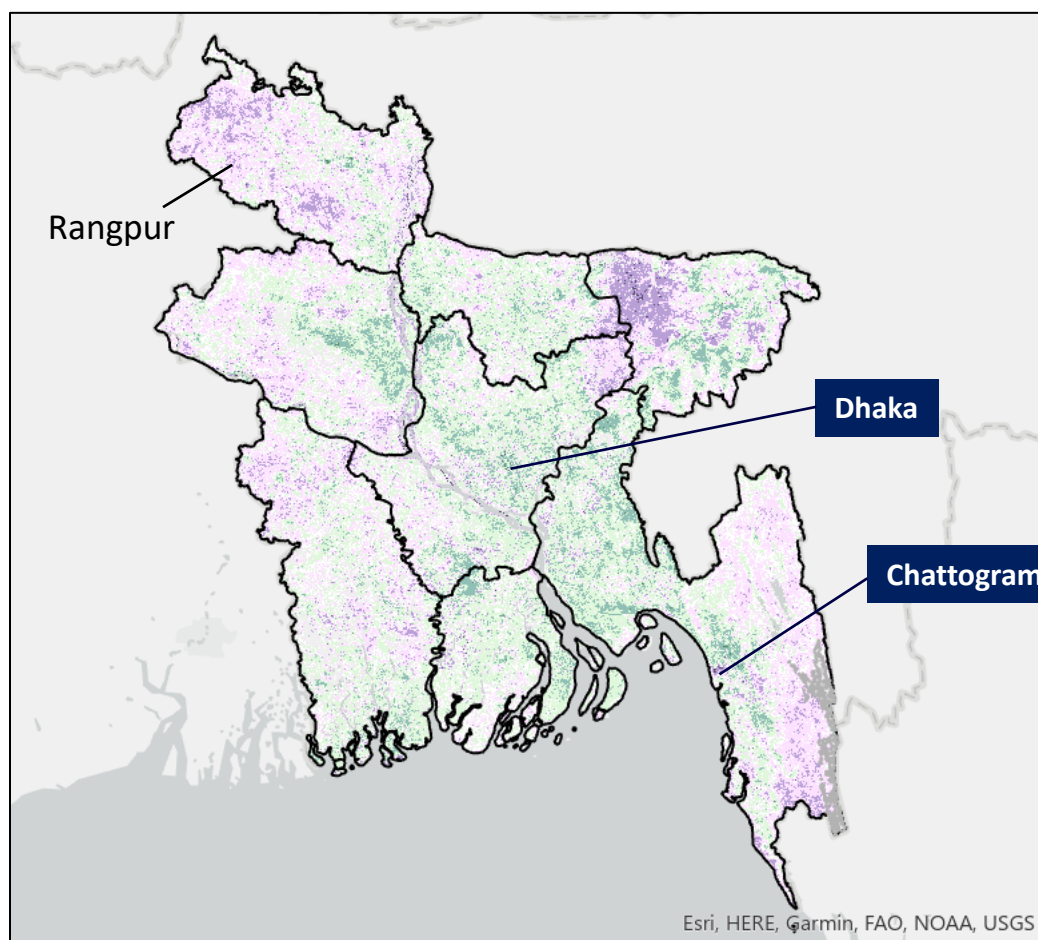 Rangpur
Dhaka
Chattogram
Esri, HERE, Garmin, FAO, NOAA, USGS